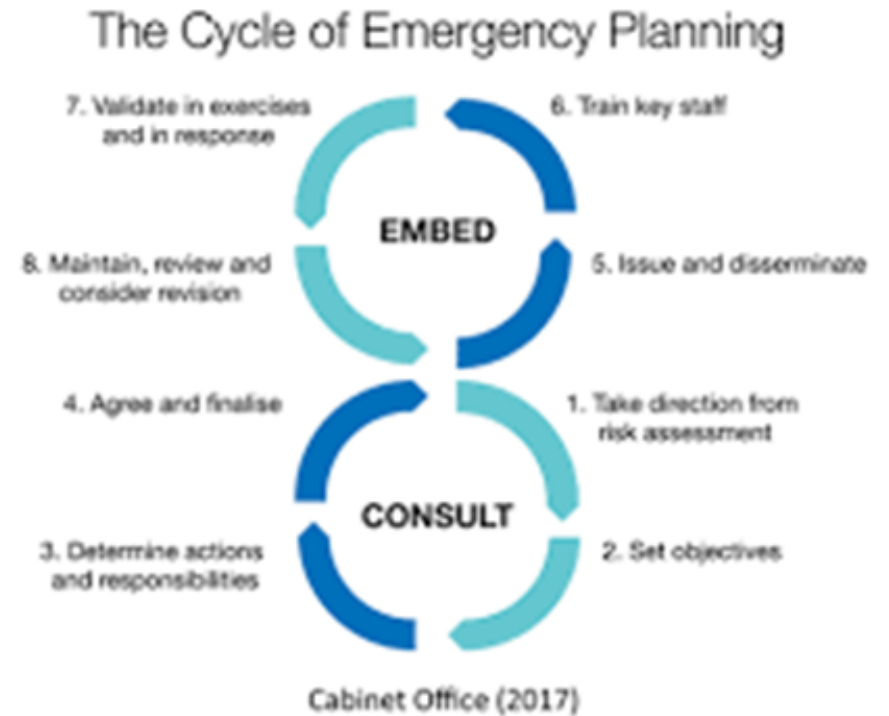 The Cycle of Emergency Planning
7. Validate in exercises
and in response
6. Train key staff
EMBED
8. Maintain, review and
consider revision
5. Issue and disserminate
4. Agree and finalise
1. Take direction from
risk assessment
CONSULT
3. Determine actions
and responsibilities
2. Set objectives
Cabinet Office (2017)